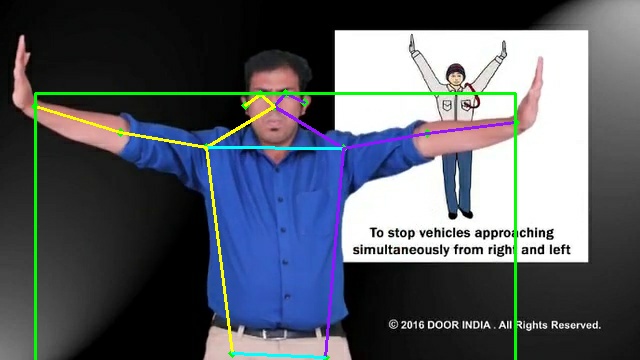 To stop vehicles approaching
simultaneously from right and left
© 2016 DOOR INDIA . All Rights Reserved.